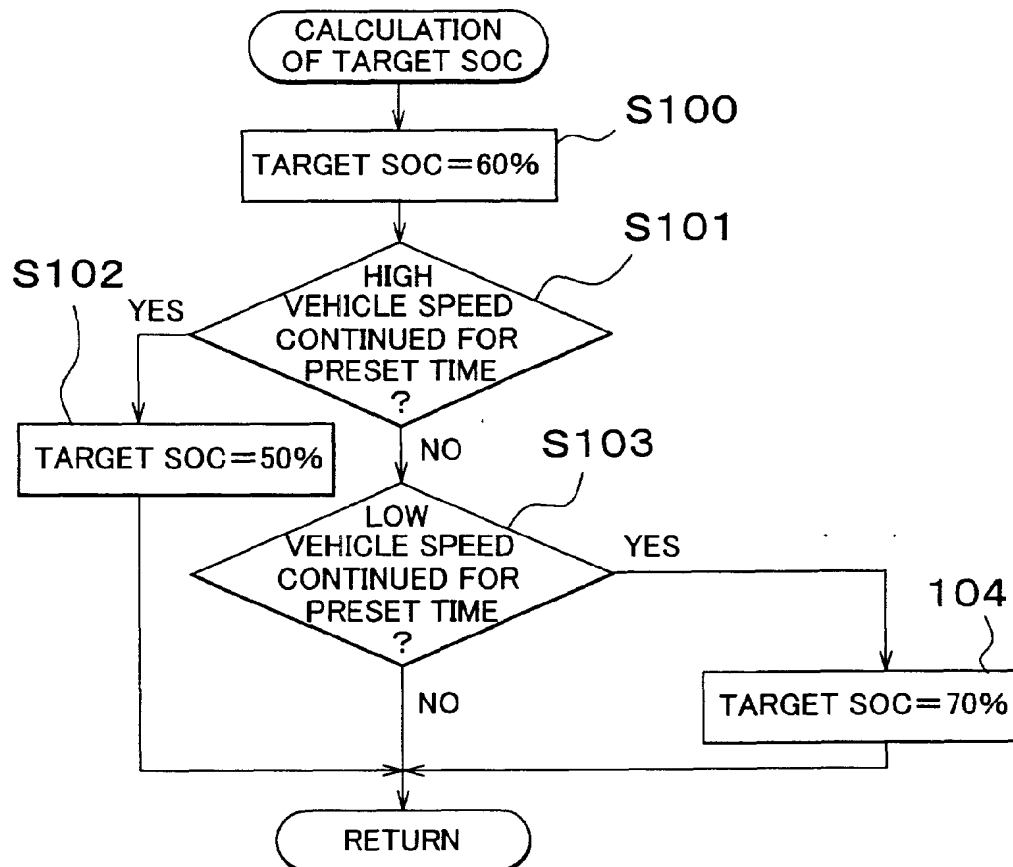 CALCULATION
OF TARGET SOC
S100
TARGET SOC=60%
S101
HIGH
VEHICLE SPEED
CONTINUED FOR
PRESET TIME
?
S102
YES
TARGET SOC=50%
NO
S103
LOW
VEHICLE SPEED
CONTINUED FOR
PRESET TIME
?
YES
104
TARGET SOC=70%
NO
RETURN